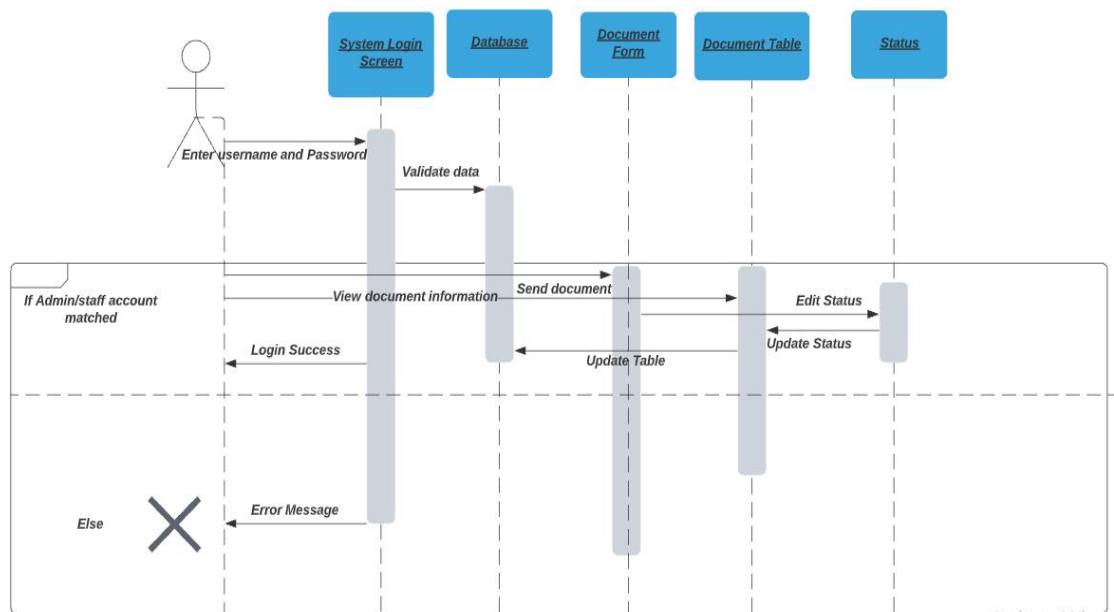 System Login
Screen
Database
Document
Form
Document Table
Status
Enter username and Password
Validate data
If Admin/staff account
matched
Send document
View document information
Edit Status
Update Status
Login Success
Update Table
Else
Error Message